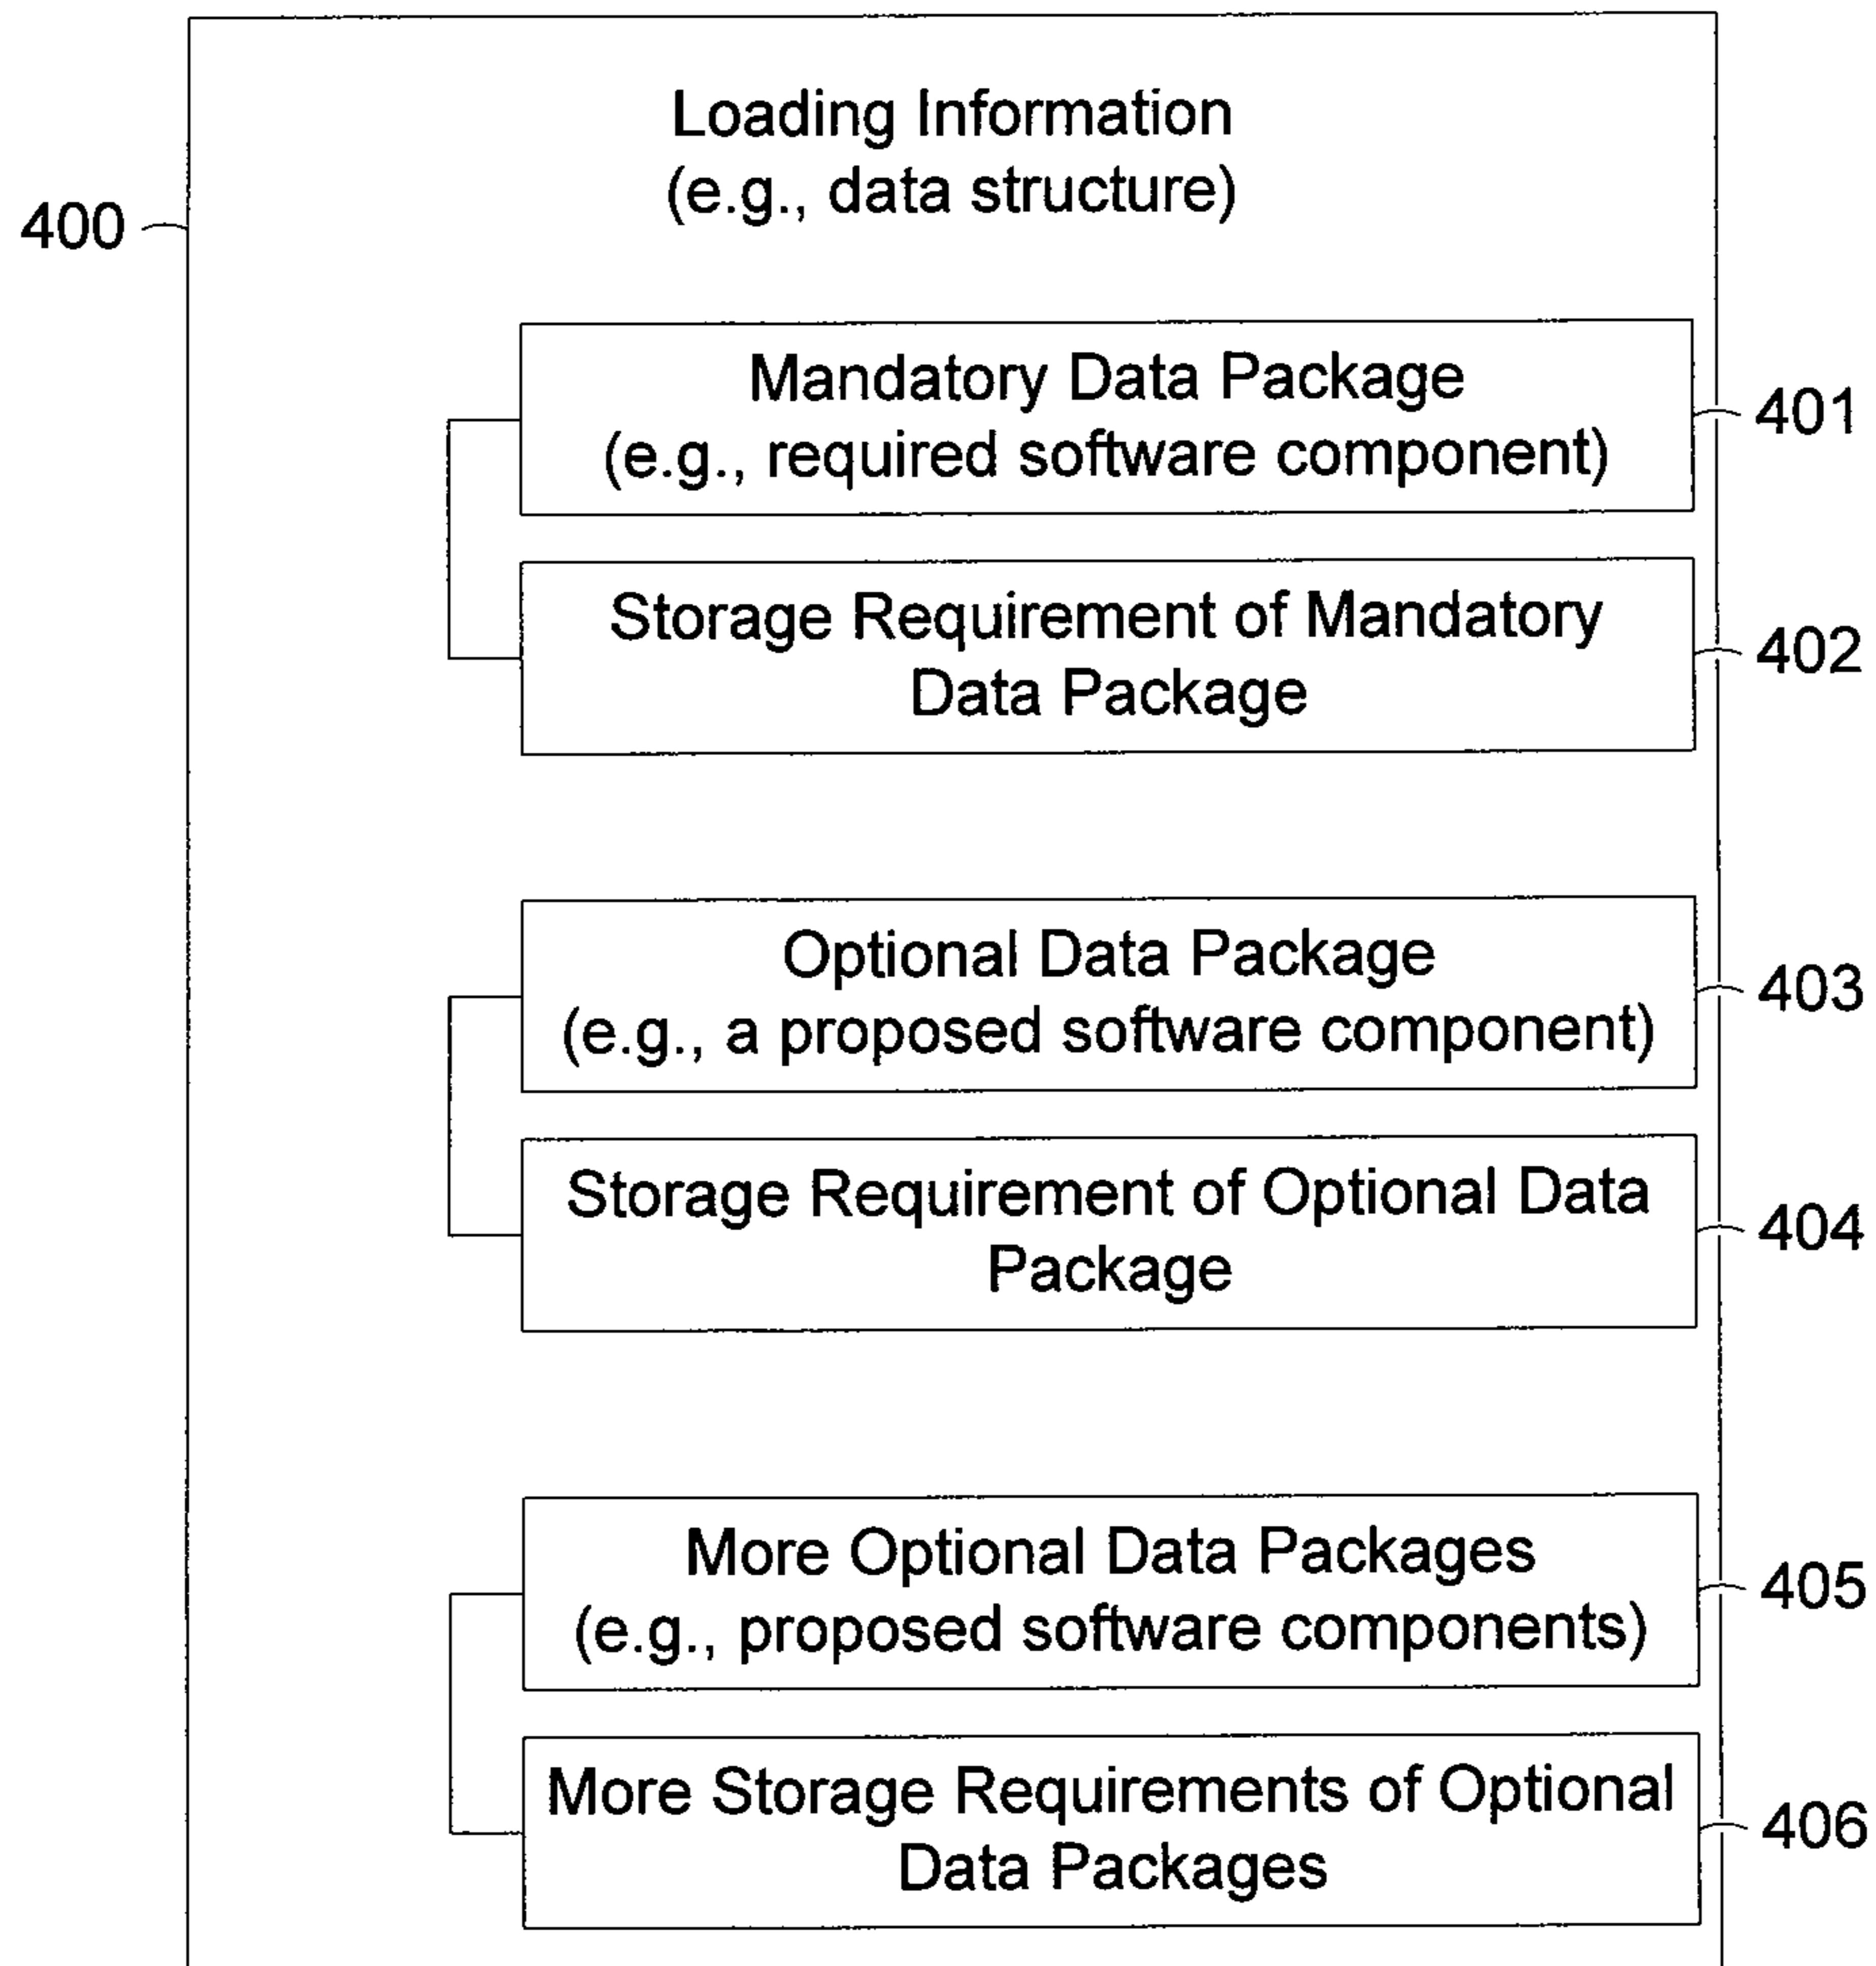 Loading Information
(e.g., data structure)
400
Mandatory Data Package
(e.g., required software component)
401
Storage Requirement of Mandatory
Data Package
402
Optional Data Package
(e.g., a proposed software component)
403
Storage Requirement of Optional Data
Package
404
More Optional Data Packages
(e.g., proposed software components)
405
More Storage Requirements of Optional
Data Packages
406